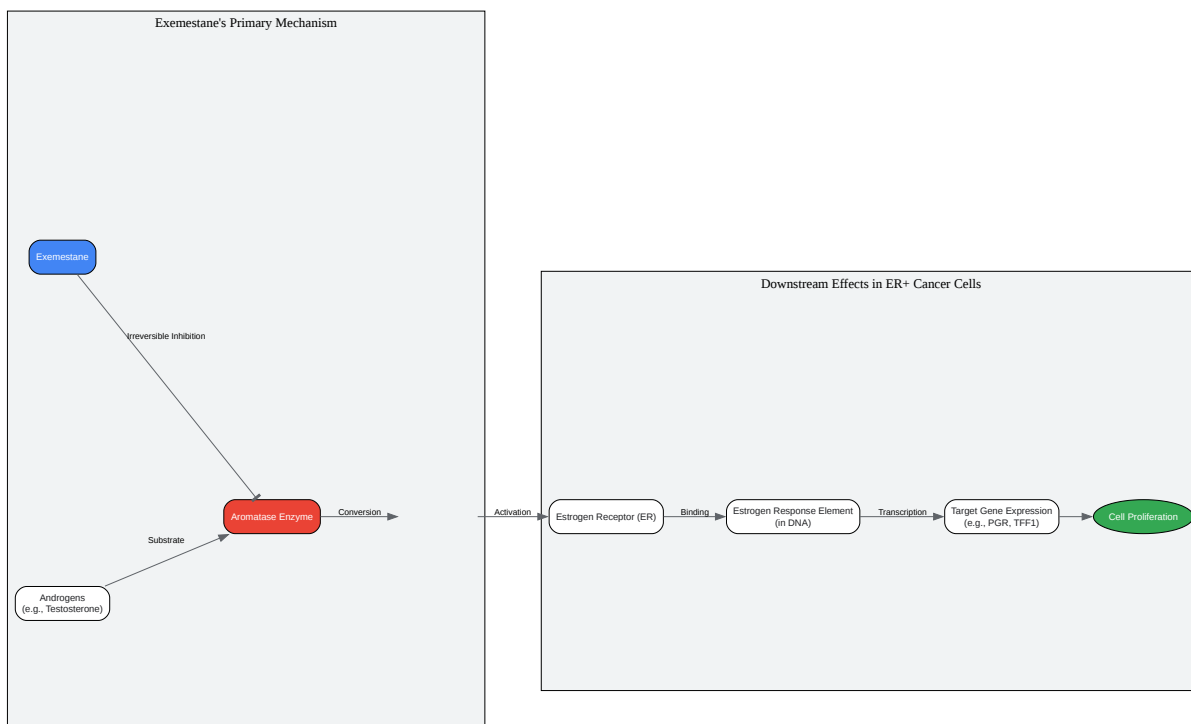 Exemestane's Primary Mechanism
Exemestane
Irreversible Inhibition
Aromatase Enzyme
Conversion
Substrate
Androgens
(e.g., Testosterone)
Activation
Downstream Effects in ER+ Cancer Cells
Estrogen Receptor (ER)
Binding
Estrogen Response Element
(in DNA)
Transcription
Target Gene Expression
(e.g., PGR, TFF1)
Cell Proliferation